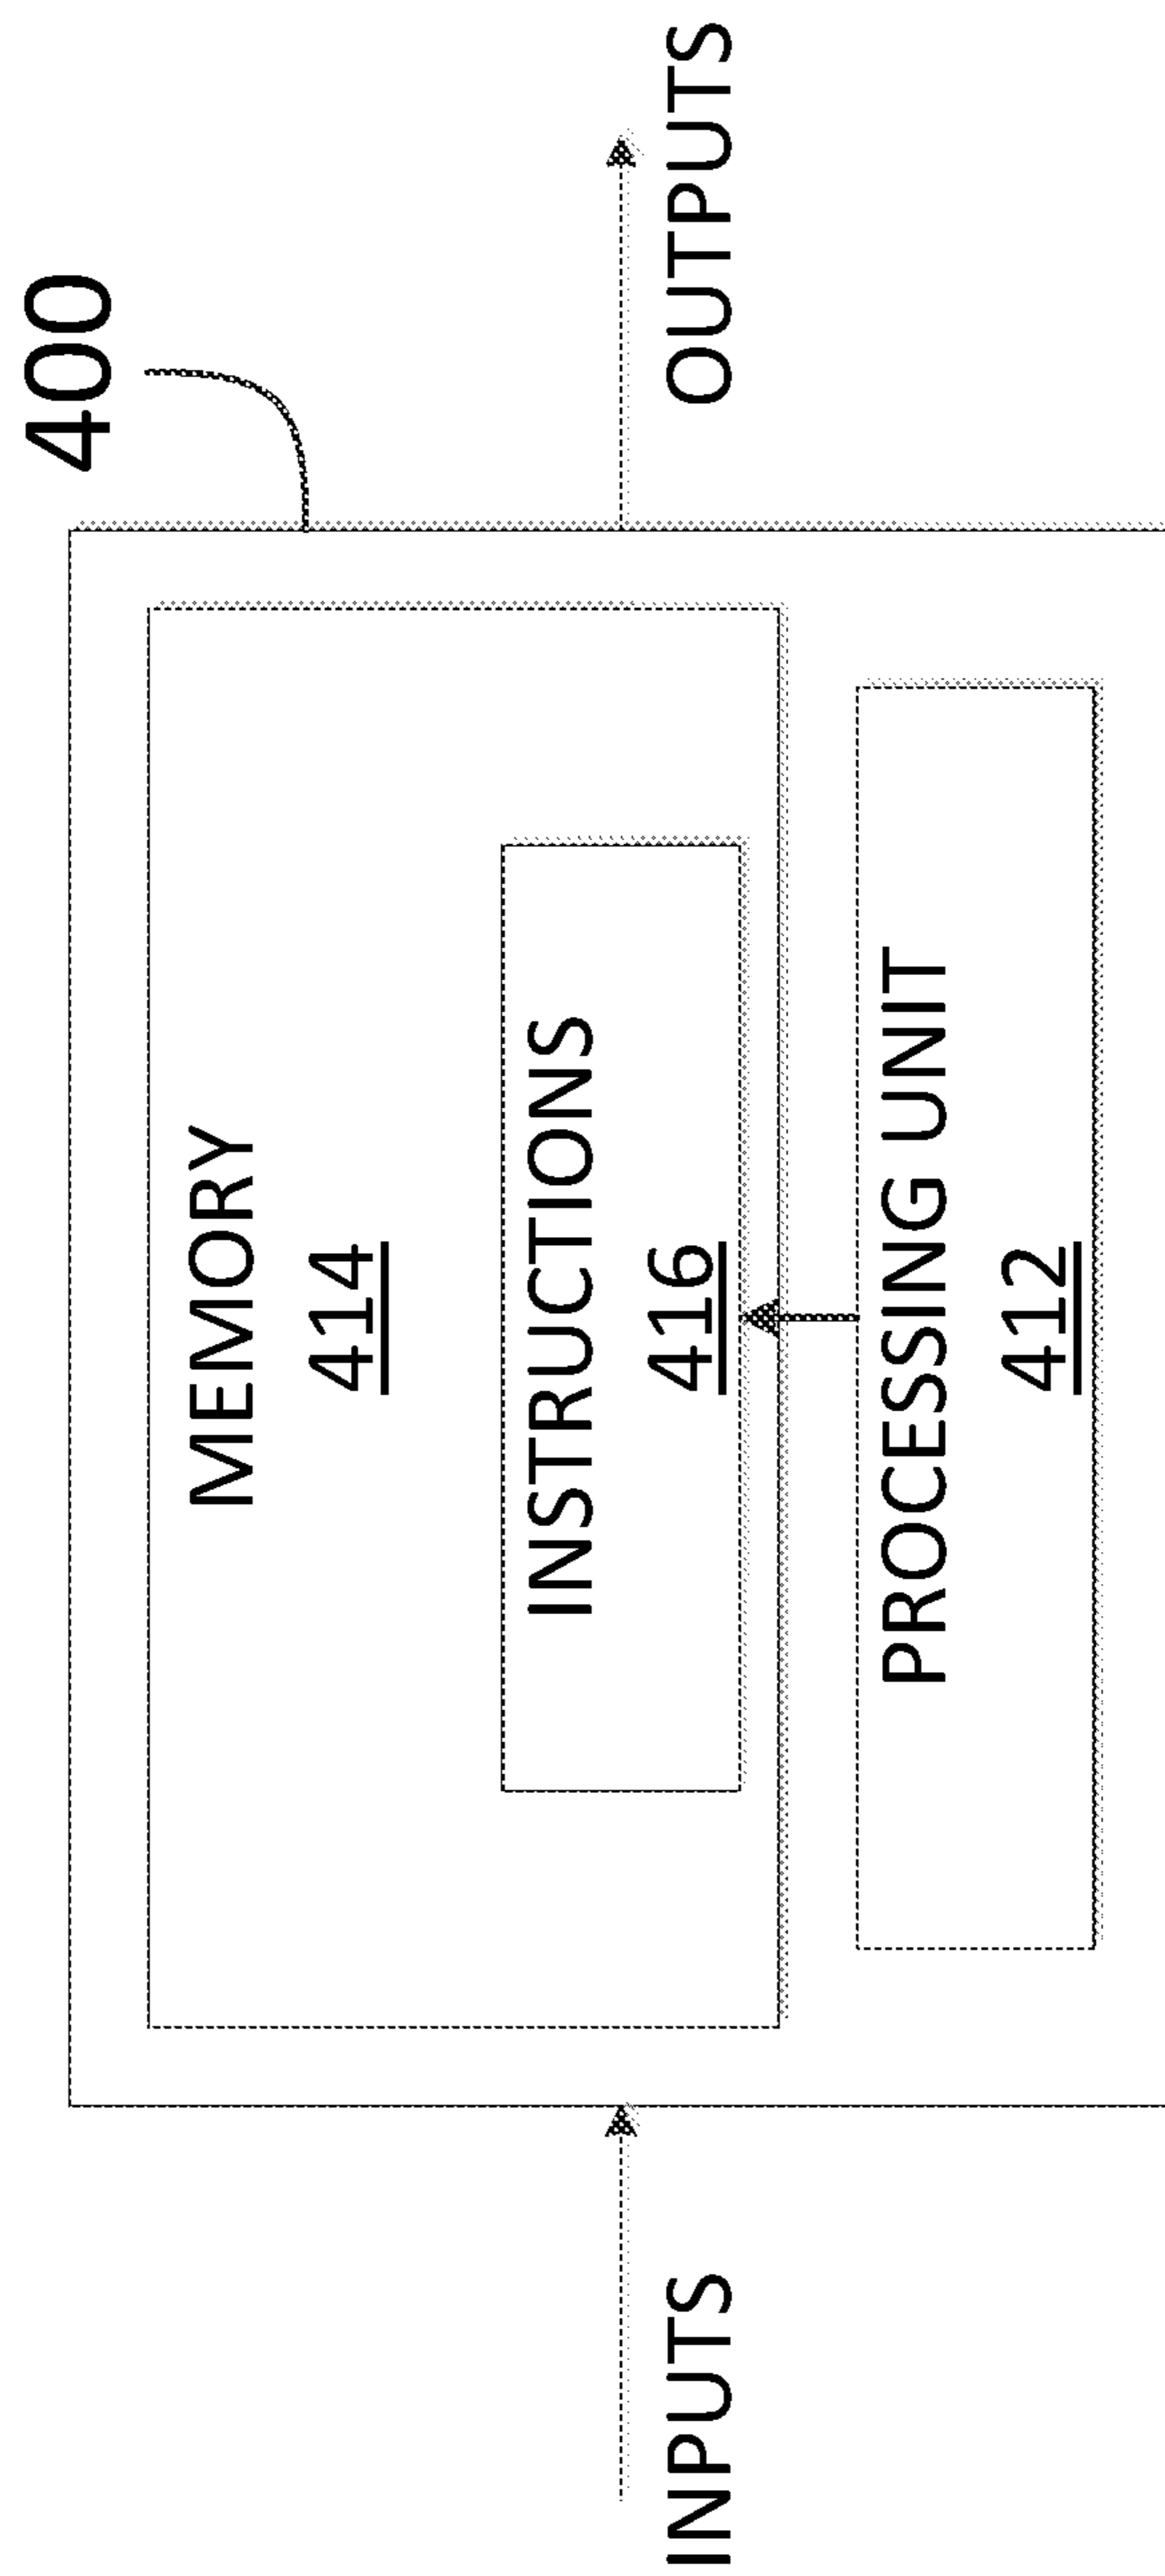 400
MEMORY
414
INSTRUCTIONS
416
INPUTS
OUTPUTS
PROCESSING UNIT
412